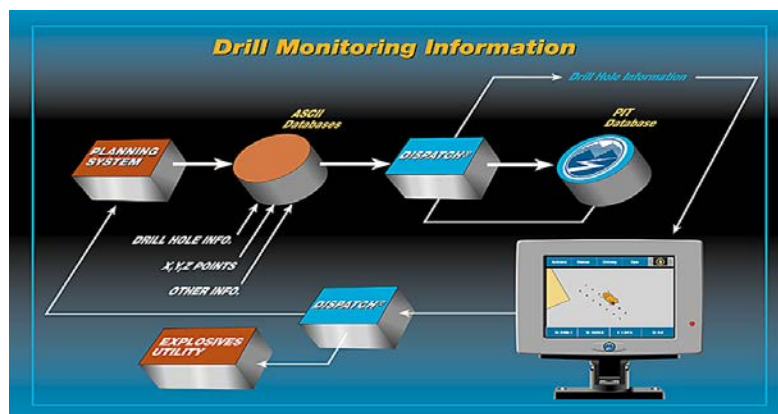 Drill Monitoring Information
Drill Hole Information
ASCII
Databases
PIT
Database
PLANNING
SYSTEM
DISPATCH®
DRILL HOLE INFO.
X,Y,Z POINTS
OTHER INFO.
DISPATCH®
EXPLOSIVES
UTILITY